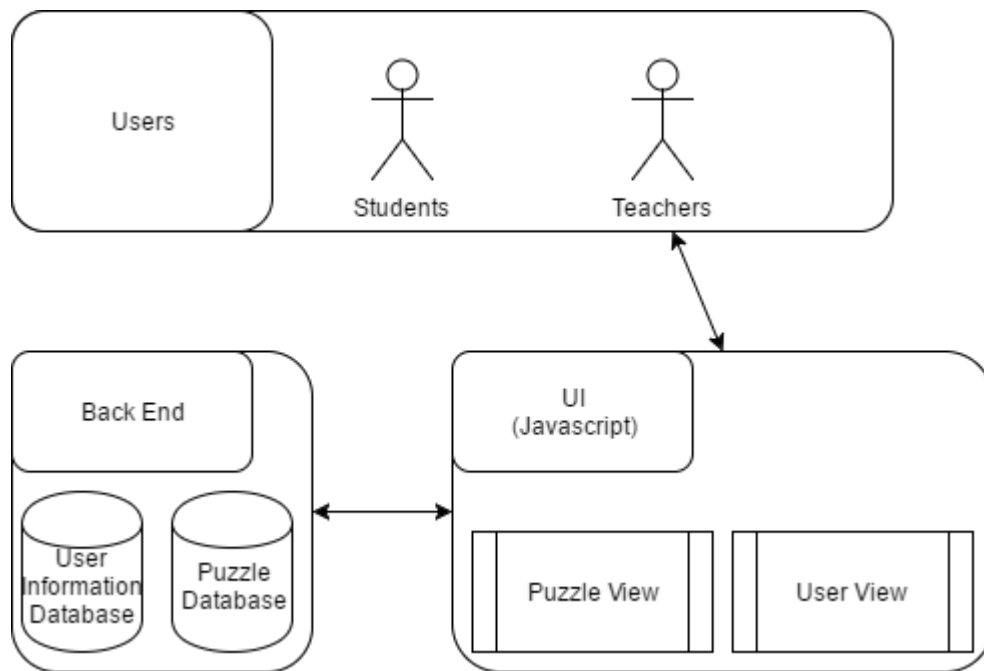 Users
Students
Teachers
Back End
UI
(Javascript)
User
Information
Database
Puzzle
Database
Puzzle View
User View